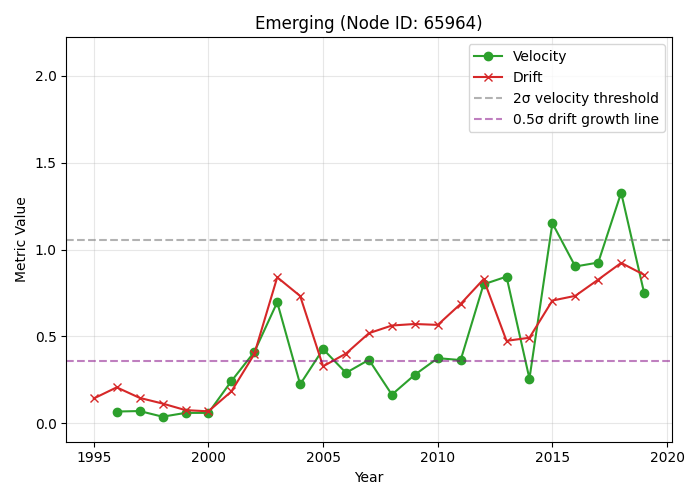 Emerging (Node ID: 65964)
Velocity
Drift
2σ velocity threshold
0.5σ drift growth line
Metric Value
2.0
1.5
1.0
0.5
0.0
1995 2000 2005 2010 2015 2020
Year